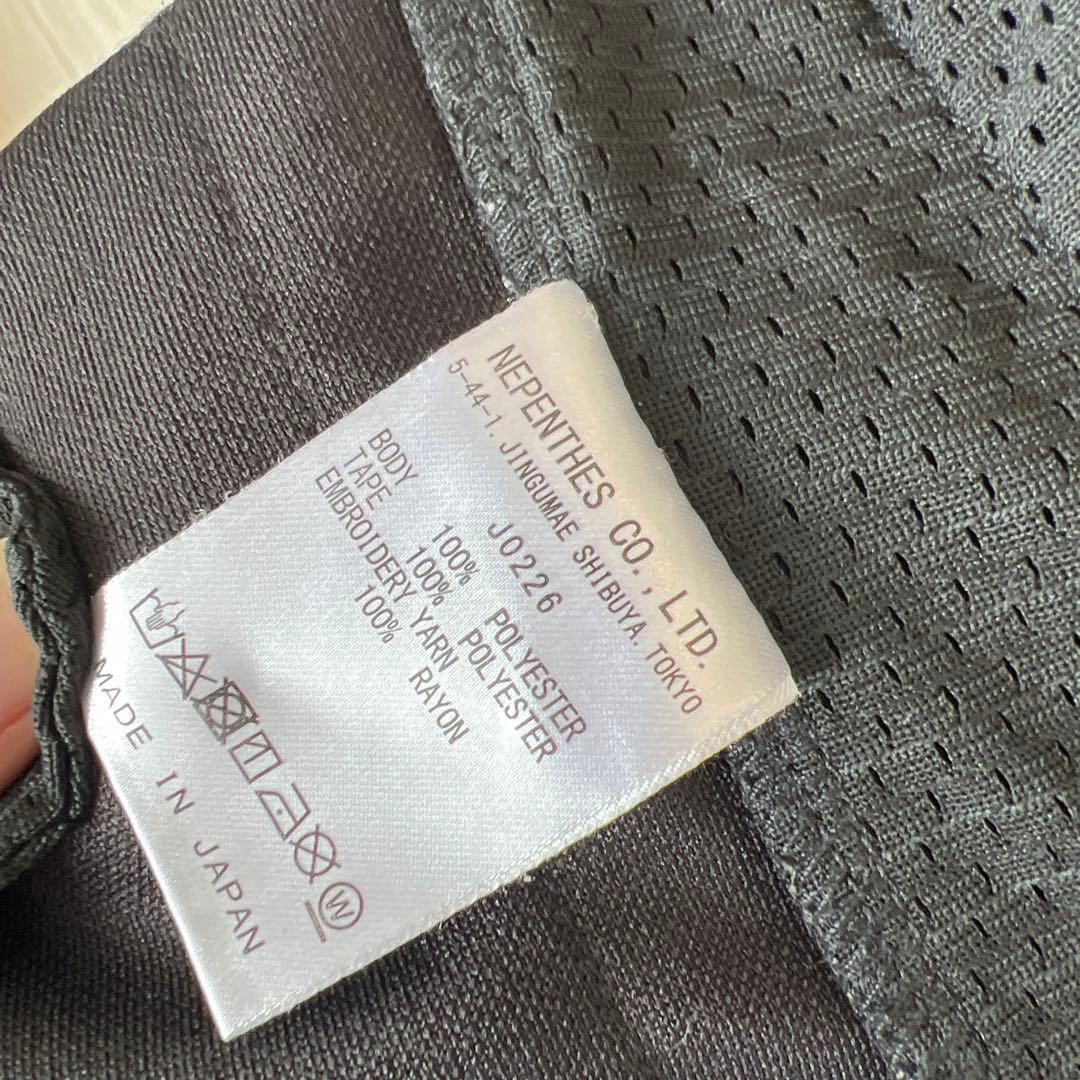 NEPENTHES CO., LTD.
5-44-1. JINGUMAE SHIBUYA. TOKYO
JO226
BODY 100% POLYESTER
TAPE 100% POLYESTER
EMBROIDERY YARN
100% RAYON
W
MADE IN JAPAN